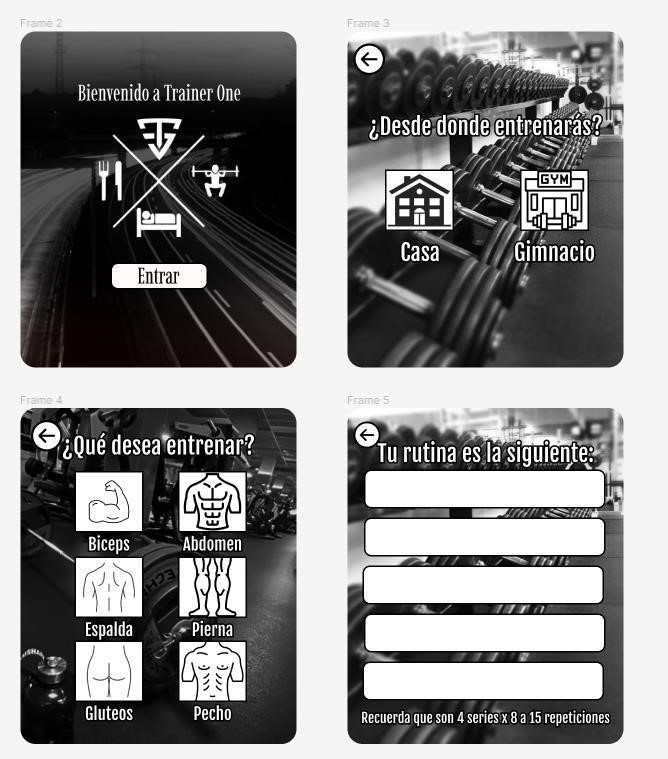 Frame 2
Bienvenido a Trainer One
Entrar
Frame 3
¿Desde donde entrenarás?
GYM
Casa
Gimnacio
Frame 4
¿Qué desea entrenar?
Biceps
Abdomen
Espalda
Pierna
Gluteos
Pecho
Frame 5
Tu rutina es la siguiente:
Recuerda que son 4 series x 8 a 15 repeticiones